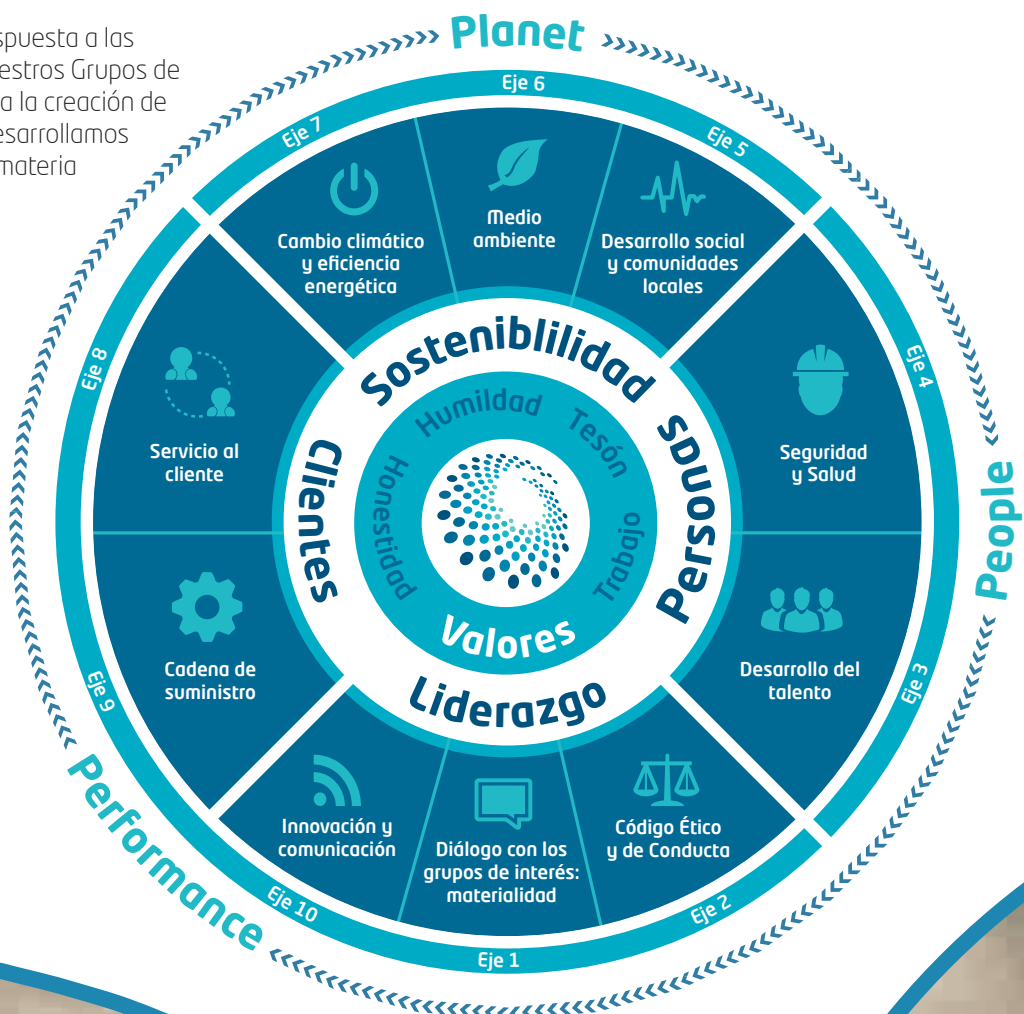 spuesta a las
estros Grupos de
a la creación de
esarrollamos
materia
Planet
People
Performance
Eje 6
Eje 5
Eje 4
Eje 3
Eje 2
Eje 1
Eje 10
Eje 9
Eje 8
Eje 7
Medio
ambiente
Desarrollo social
y comunidades
locales
Seguridad
y Salud
Desarrollo del
talento
Código Ético
y de Conducta
Diálogo con los
grupos de interés:
materialidad
Innovación y
comunicación
Cadena de
suministro
Servicio al
cliente
Cambio climático
y eficiencia
energética
Sosteniblilidad
Personas
Liderazgo
Clientes
Humildad
Tesón
Trabajo
Valores
Honestidad